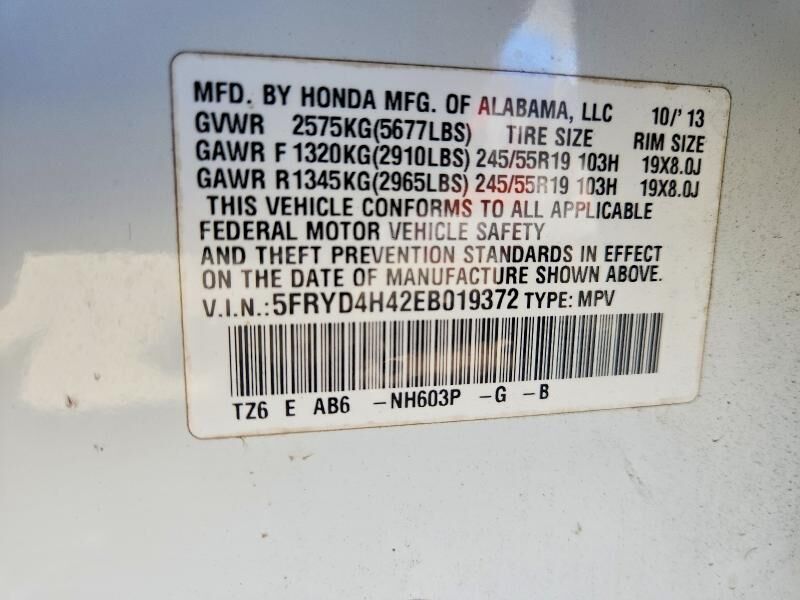 MFD. BY HONDA MFG. OF ALABAMA, LLC 10/'13
GVWR 2575KG(5677LBS) TIRE SIZE RIM SIZE
GAWR F 1320KG(2910LBS) 245/55R19 103H 19X8.0J
GAWR R 1345KG(2965LBS) 245/55R19 103H 19X8.0J
THIS VEHICLE CONFORMS TO ALL APPLICABLE
FEDERAL MOTOR VEHICLE SAFETY
AND THEFT PREVENTION STANDARDS IN EFFECT
ON THE DATE OF MANUFACTURE SHOWN ABOVE.
V.I.N.: 5FRYD4H42EB019372 TYPE: MPV
TZ6 E AB6 -NH603P -G -B